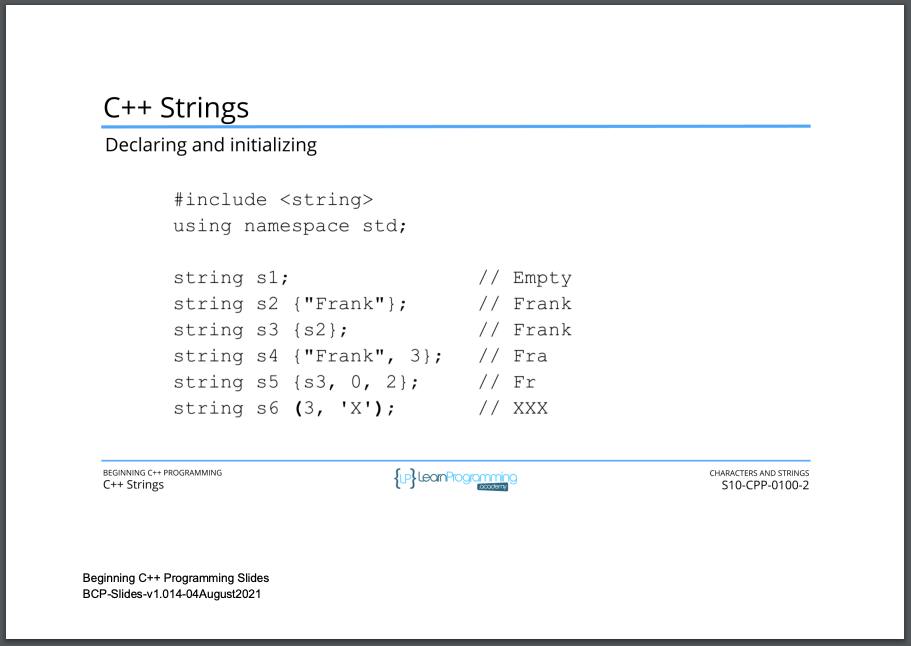 C++ Strings
Declaring and initializing
#include <string>
using namespace std;
string s1; // Empty
string s2 {"Frank"}; // Frank
string s3 {s2}; // Frank
string s4 {"Frank", 3}; // Fra
string s5 {s3, 0, 2}; // Fr
string s6 (3, 'X'); // XXX
BEGINNING C++ PROGRAMMING
C++ Strings
{LP} LearnProgramming
academy
CHARACTERS AND STRINGS
S10-CPP-0100-2
Beginning C++ Programming Slides
BCP-Slides-v1.014-04August2021